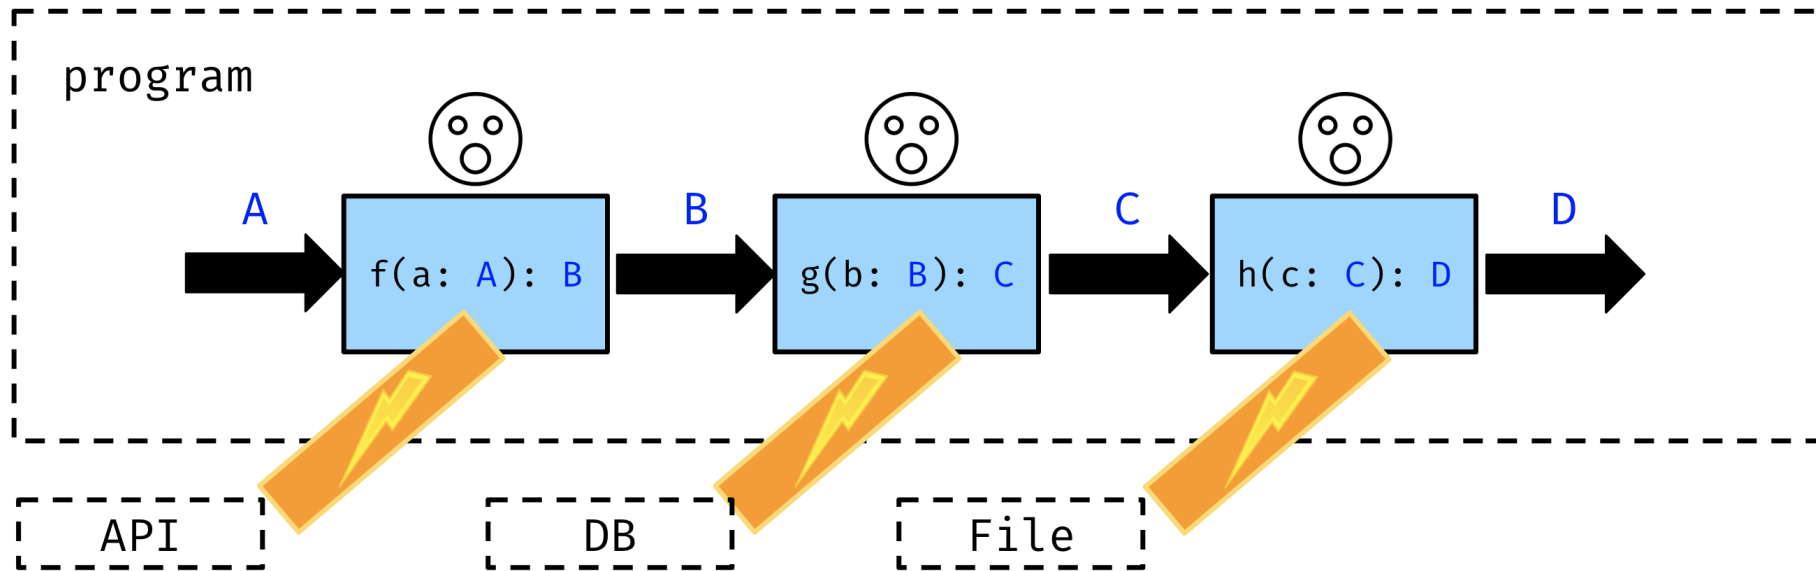 program
A
B
C
D
f(a: A): B
g(b: B): C
h(c: C): D
API
DB
File